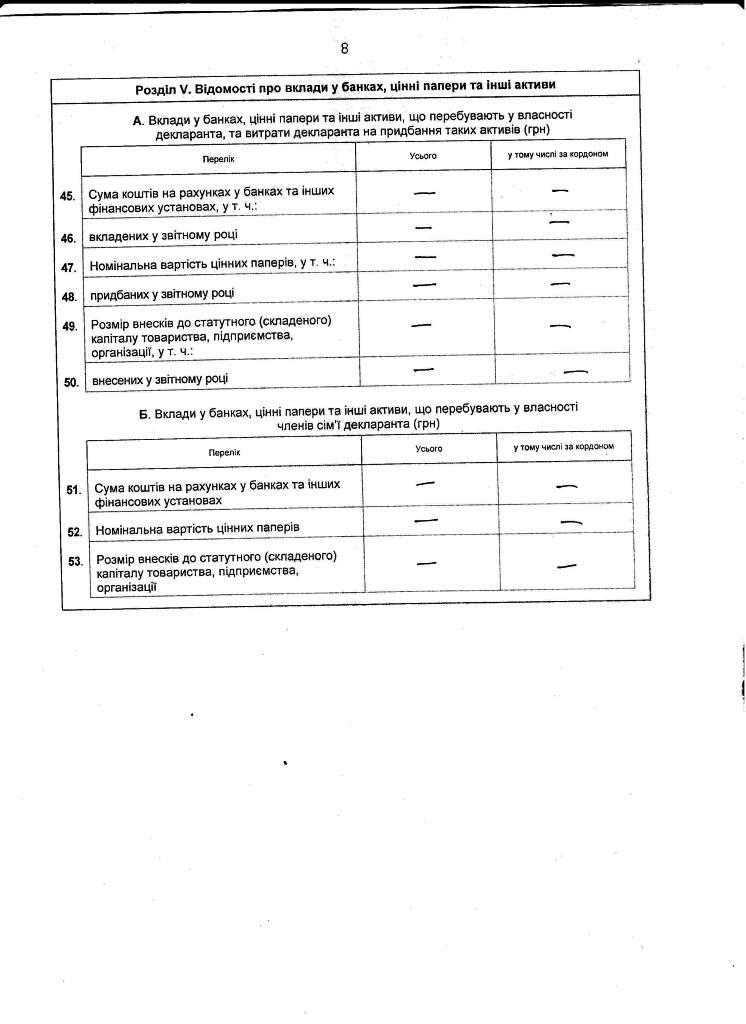 8
Розділ V. Відомості про вклади у банках, цінні папери та інші активи
А. Вклади у банках, цінні папери та інші активи, що перебувають у власності
декларанта, та витрати декларанта на придбання таких активів (грн)
Перелік Усього у тому числі за кордоном
45. Сума коштів на рахунках у банках та інших — —
фінансових установах, у т. ч.:
46. вкладених у звітному році — —
47. Номінальна вартість цінних паперів, у т. ч.: — —
48. придбаних у звітному році — —
49. Розмір внесків до статутного (складеного) — —
капіталу товариства, підприємства,
організації, у т. ч.:
50. внесених у звітному році — —
Б. Вклади у банках, цінні папери та інші активи, що перебувають у власності
членів сім'ї декларанта (грн)
Перелік Усього у тому числі за кордоном
51. Сума коштів на рахунках у банках та інших — —
фінансових установах
52. Номінальна вартість цінних паперів — —
53. Розмір внесків до статутного (складеного) — —
капіталу товариства, підприємства,
організації